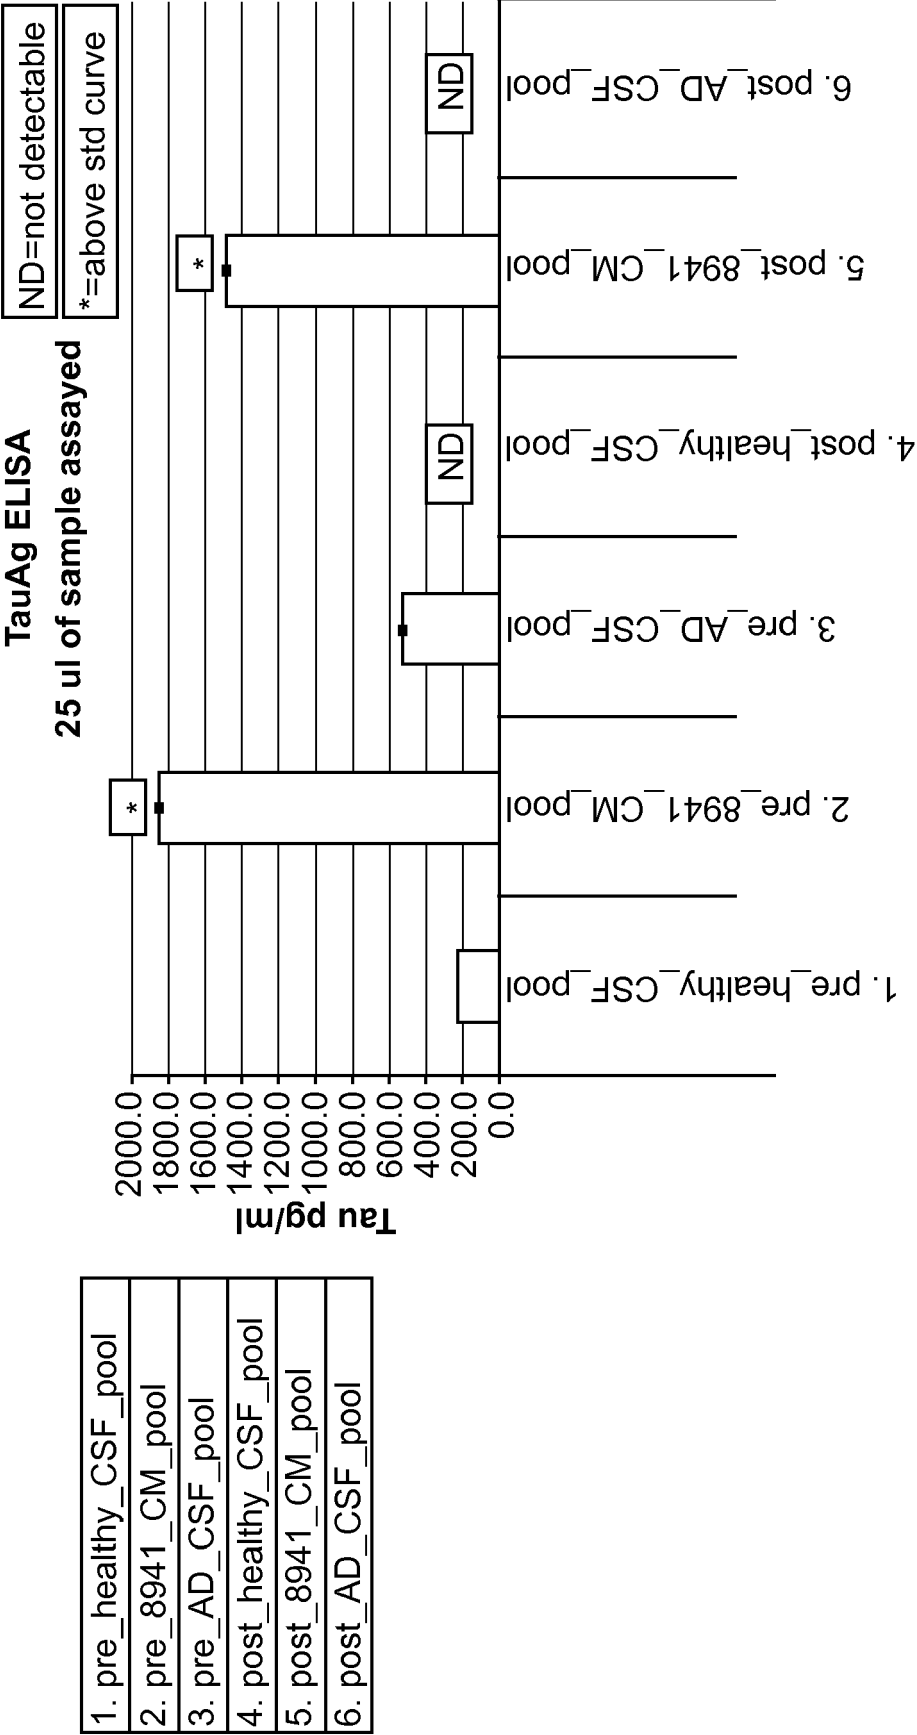 TauAg ELISA
25 ul of sample assayed
ND=not detectable
*=above std curve
1. pre_healthy_CSF_pool
2. pre_8941_CM_pool
3. pre_AD_CSF_pool
4. post_healthy_CSF_pool
5. post_8941_CM_pool
6. post_AD_CSF_pool
Tau pg/ml
2000.0
1800.0
1600.0
1400.0
1200.0
1000.0
800.0
600.0
400.0
200.0
0.0
*
ND
*
ND
1. pre_healthy_CSF_pool
2. pre_8941_CM_pool
3. pre_AD_CSF_pool
4. post_healthy_CSF_pool
5. post_8941_CM_pool
6. post_AD_CSF_pool